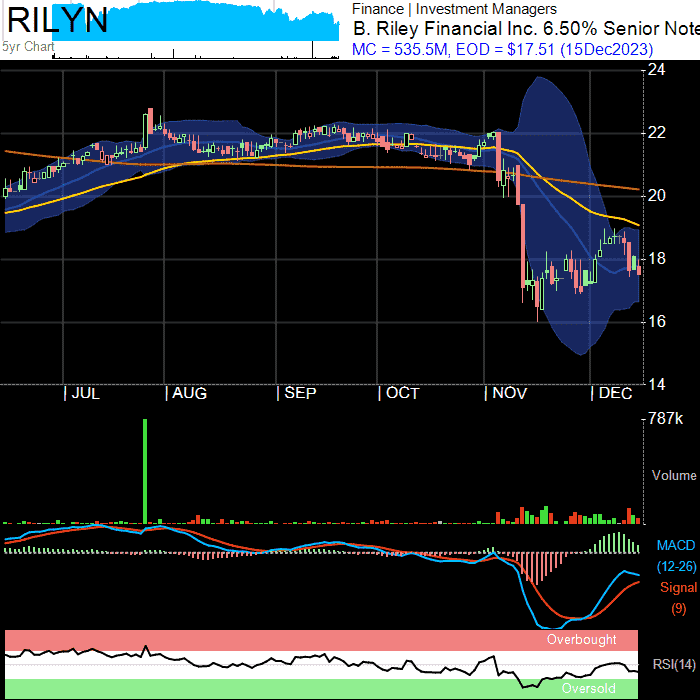 RILYN
5yr Chart
Finance | Investment Managers
B. Riley Financial Inc. 6.50% Senior Note
MC = 535.5M, EOD = $17.51 (15Dec2023)
24
22
20
18
16
14
| JUL | AUG | SEP | OCT | NOV | DEC
787k
Volume
MACD
(12-26)
Signal
(9)
Overbought
RSI(14)
Oversold